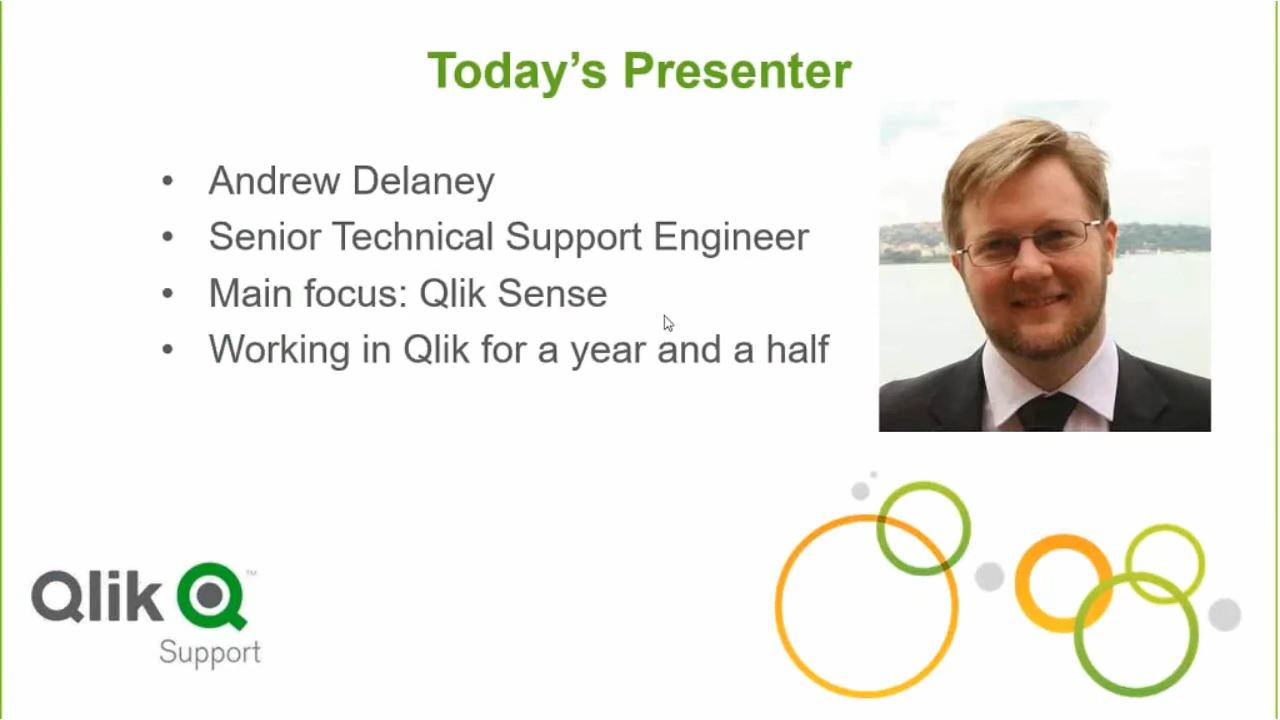 Today’s Presenter
• Andrew Delaney
• Senior Technical Support Engineer
• Main focus: Qlik Sense
• Working in Qlik for a year and a half
Qlik Q™
Support